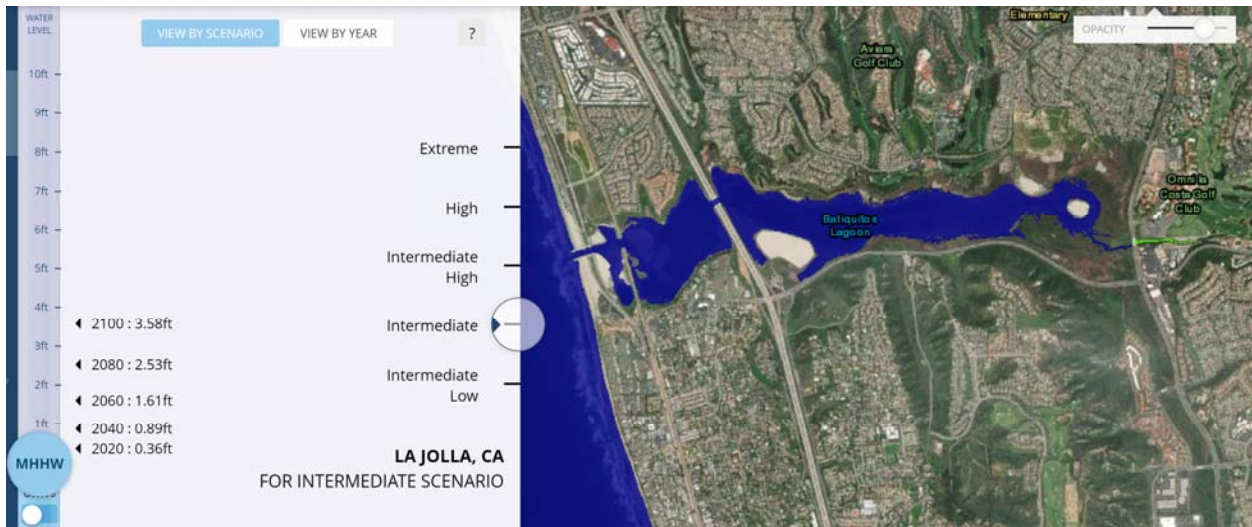 WATER
LEVEL
VIEW BY SCENARIO
VIEW BY YEAR
?
10ft
9ft
8ft
7ft
6ft
5ft
4ft
3ft
2ft
1ft
MHHW
2100 : 3.58ft
2080 : 2.53ft
2060 : 1.61ft
2040 : 0.89ft
2020 : 0.36ft
Extreme
High
Intermediate
High
Intermediate
Intermediate
Low
LA JOLLA, CA
FOR INTERMEDIATE SCENARIO
Elementary
OPACITY
Aviara
Golf Club
Batiquitos
Lagoon
Omni la
Costa Golf
Club